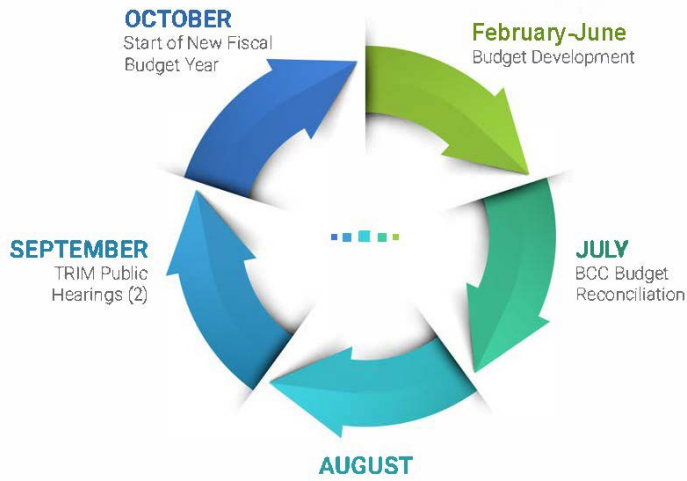 OCTOBER
Start of New Fiscal
Budget Year
February-June
Budget Development
JULY
BCC Budget
Reconciliation
AUGUST
SEPTEMBER
TRIM Public
Hearings (2)